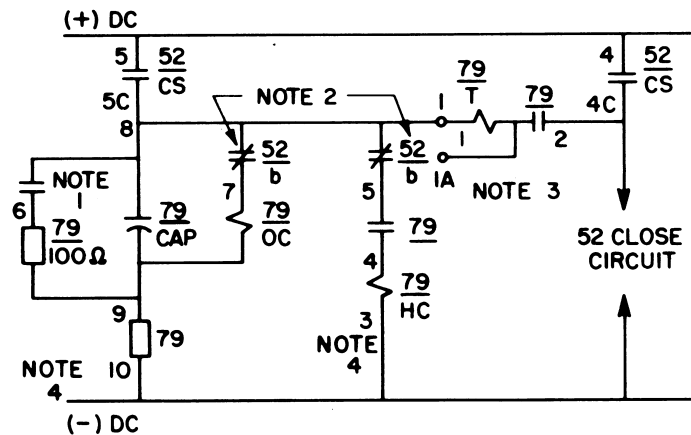 (+) DC
5 52
CS
5C
8
NOTE 2
4 52
CS
4C
79
T
1
1
79
2
1A
NOTE 3
52
b
7
52
b
5
NOTE
1
6
79
100Ω
79
CAP
79
OC
79
4
79
HC
3
NOTE
4
52 CLOSE
CIRCUIT
9
79
10
NOTE
4
(-) DC